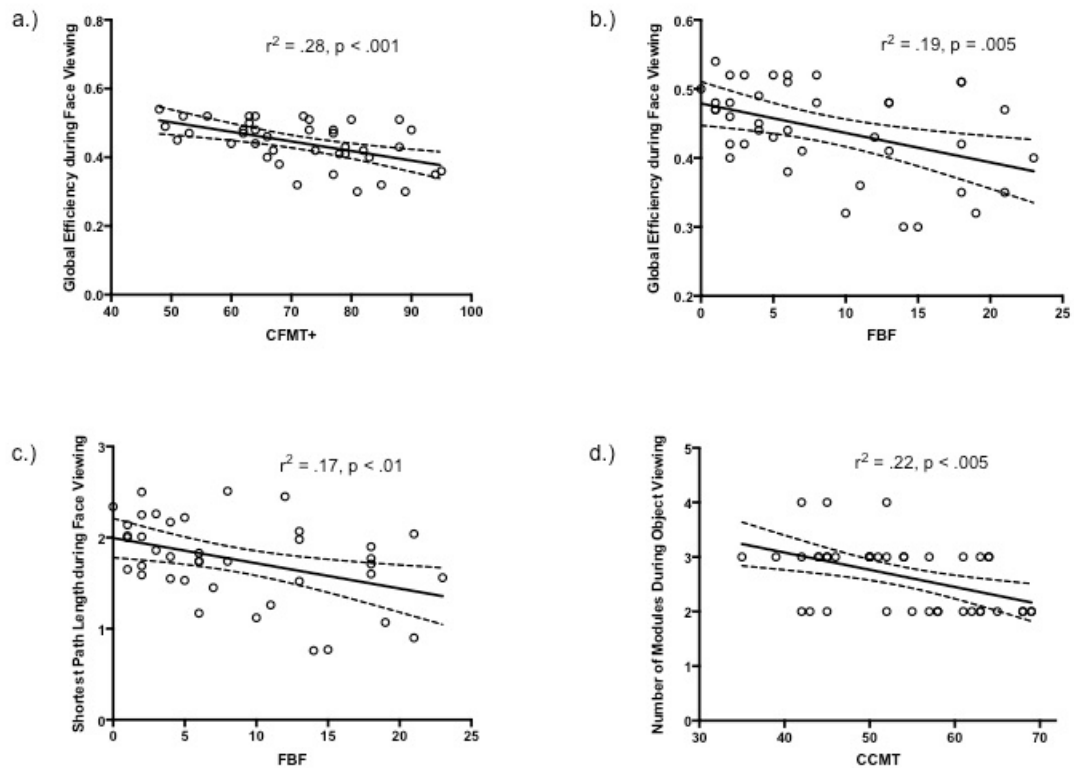 a.)
r² = .28, p < .001
Global Efficiency during Face Viewing
0.8
0.6
0.4
0.2
0.0
40 50 60 70 80 90 100
CFMT+
b.)
r² = .19, p = .005
Global Efficiency during Face Viewing
0.6
0.5
0.4
0.3
0.2
0 5 10 15 20 25
FBF
c.)
r² = .17, p < .01
Shortest Path Length during Face Viewing
3
2
1
0
0 5 10 15 20 25
FBF
d.)
r² = .22, p < .005
Number of Modules During Object Viewing
5
4
3
2
1
0
30 40 50 60 70
CCMT